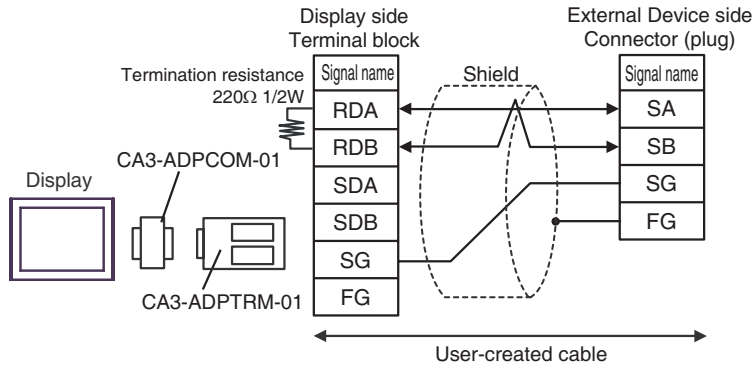 Display side
Terminal block
External Device side
Connector (plug)
Termination resistance
220Ω 1/2W
Signal name
RDA
RDB
SDA
SDB
SG
FG
Shield
Signal name
SA
SB
SG
FG
Display
CA3-ADPCOM-01
CA3-ADPTRM-01
User-created cable